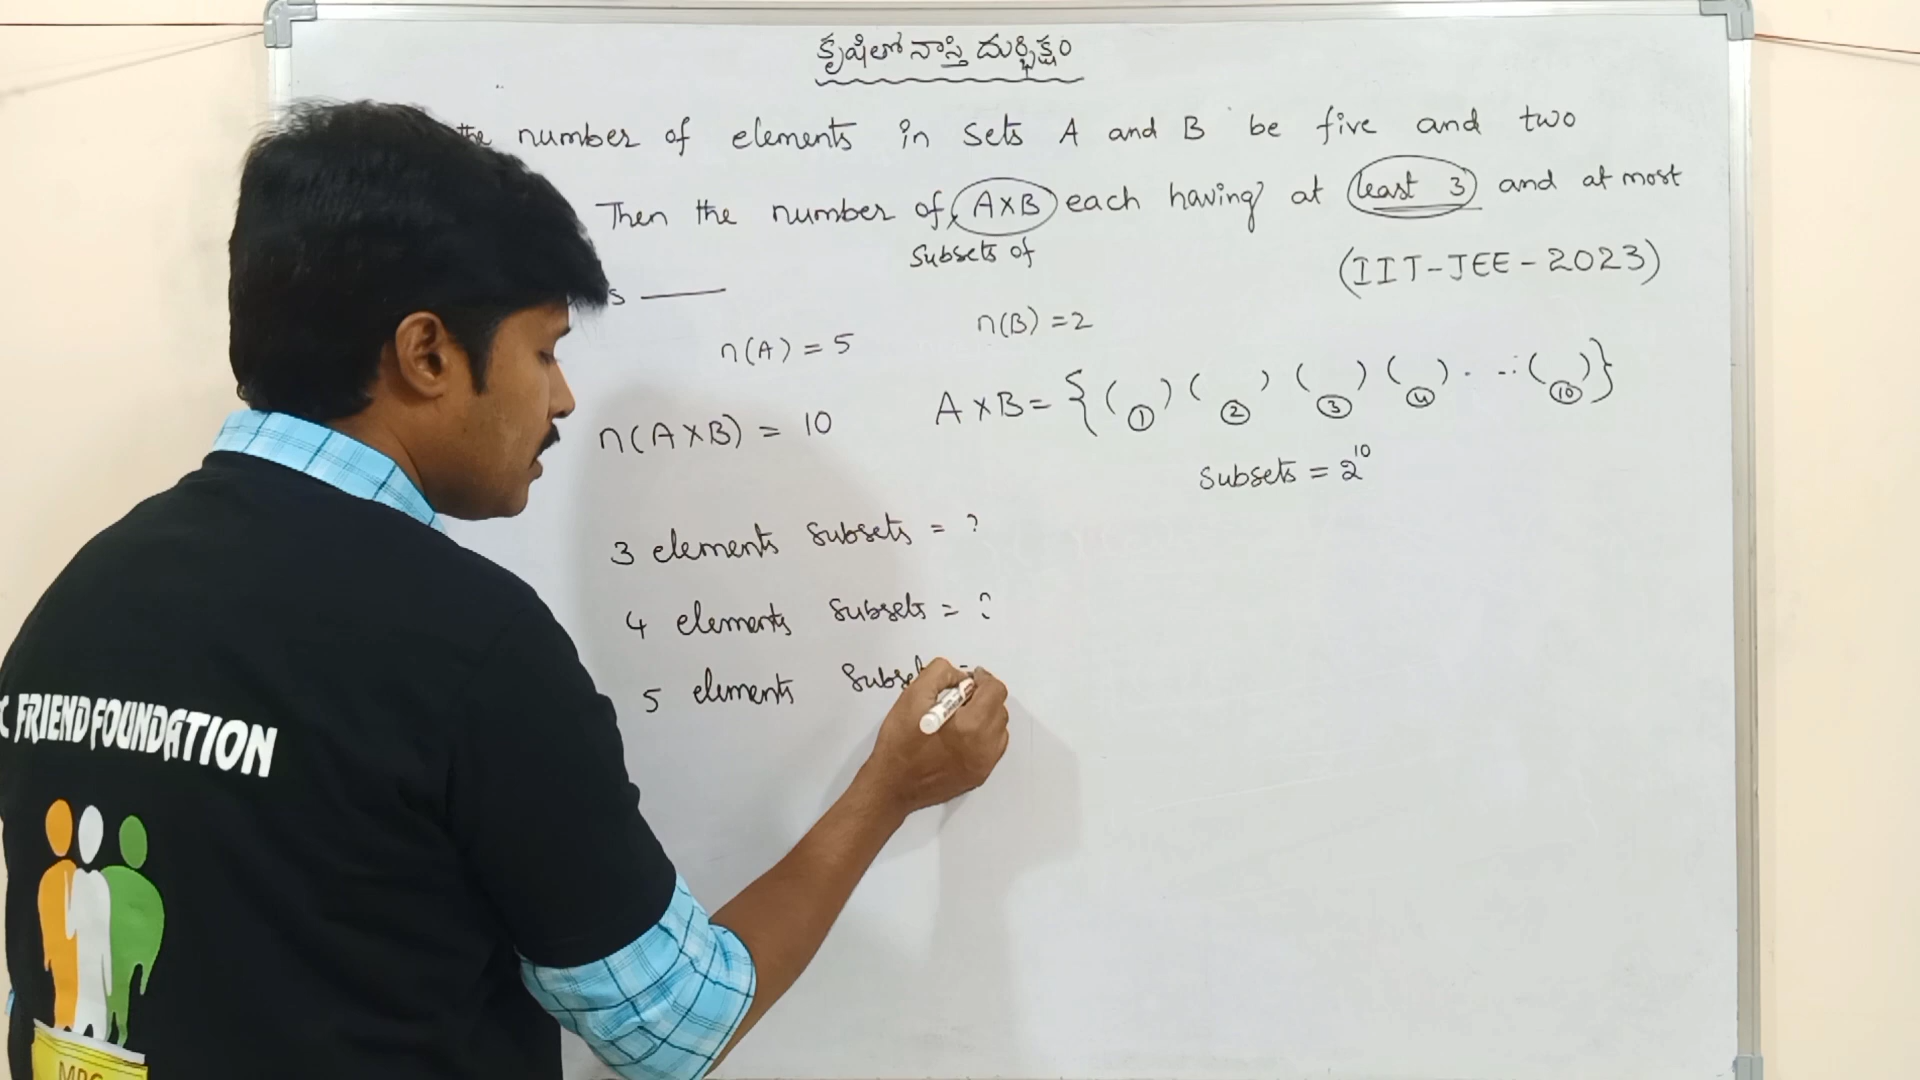 కృషితో నాస్తి దుర్భిక్షం
the number of elements in sets A and B be five and two
Then the number of A×B each having at least 3 and at most
subsets of
(IIT-JEE-2023)
s ____
n(A) = 5
n(B) = 2
n(A×B) = 10
A×B = { ( ① ) ( ② ) ( ③ ) ( ④ ) ..... ( ⑩ ) }
subsets = 2¹⁰
3 elements subsets = ?
4 elements subsets = ?
5 elements subset =
FRIEND FOUNDATION